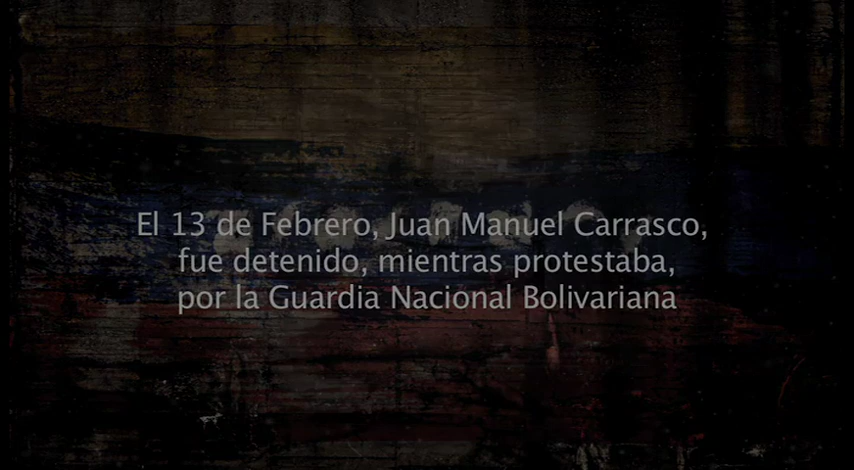 El 13 de Febrero, Juan Manuel Carrasco,
fue detenido, mientras protestaba,
por la Guardia Nacional Bolivariana